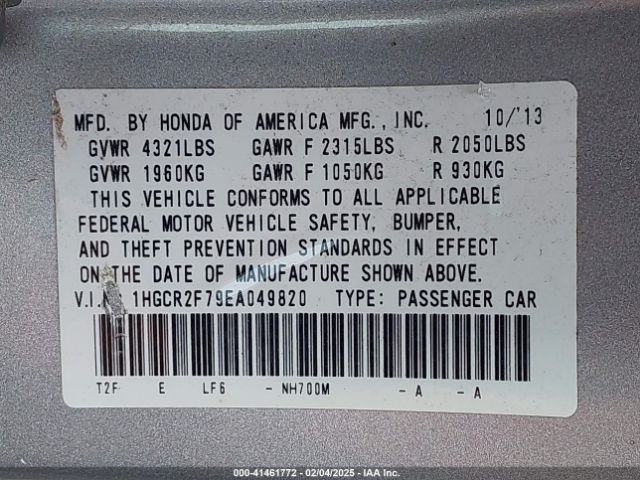 MFD. BY HONDA OF AMERICA MFG., INC. 10/'13
GVWR 4321LBS GAWR F 2315LBS R 2050LBS
GVWR 1960KG GAWR F 1050KG R 930KG
THIS VEHICLE CONFORMS TO ALL APPLICABLE
FEDERAL MOTOR VEHICLE SAFETY, BUMPER,
AND THEFT PREVENTION STANDARDS IN EFFECT
ON THE DATE OF MANUFACTURE SHOWN ABOVE.
V.I.N. 1HGCR2F79EA049820 TYPE: PASSENGER CAR
T2F E LF6 - NH700M - A - A
000-41461772 - 02/04/2025 - IAA Inc.